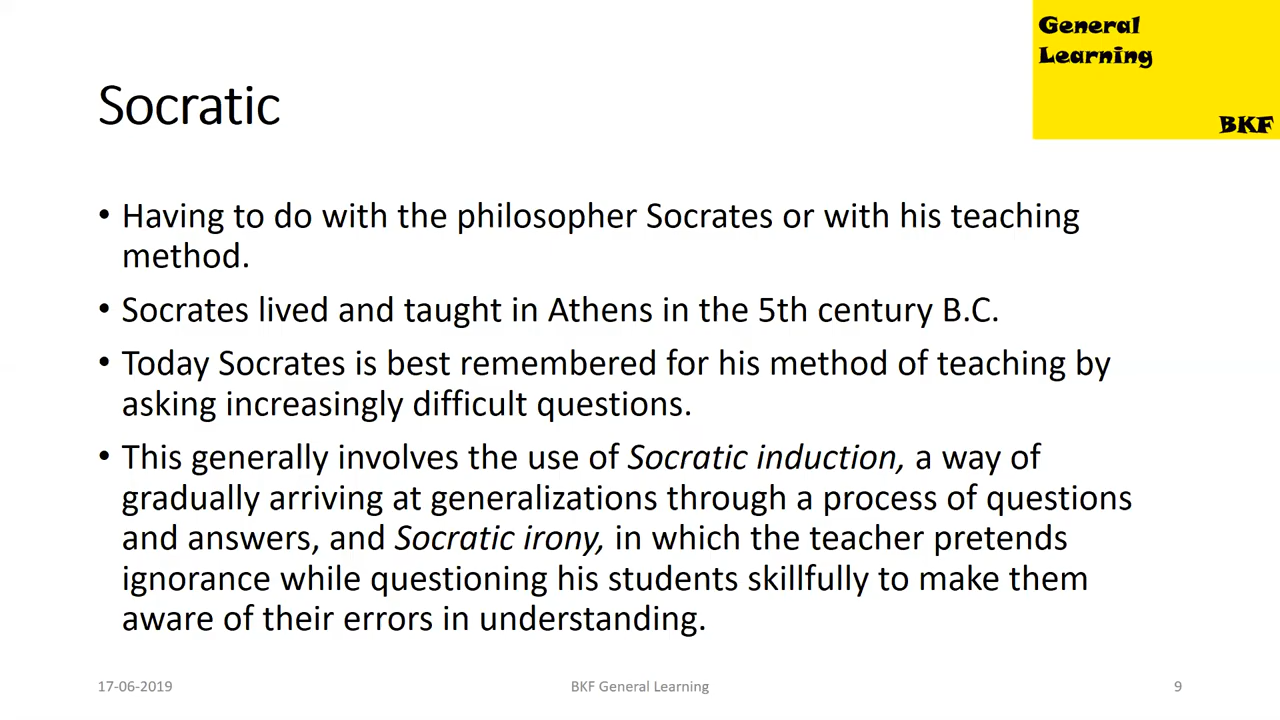 General
Learning
BKF
Socratic
• Having to do with the philosopher Socrates or with his teaching
method.
• Socrates lived and taught in Athens in the 5th century B.C.
• Today Socrates is best remembered for his method of teaching by
asking increasingly difficult questions.
• This generally involves the use of Socratic induction, a way of
gradually arriving at generalizations through a process of questions
and answers, and Socratic irony, in which the teacher pretends
ignorance while questioning his students skillfully to make them
aware of their errors in understanding.
17-06-2019
BKF General Learning
9